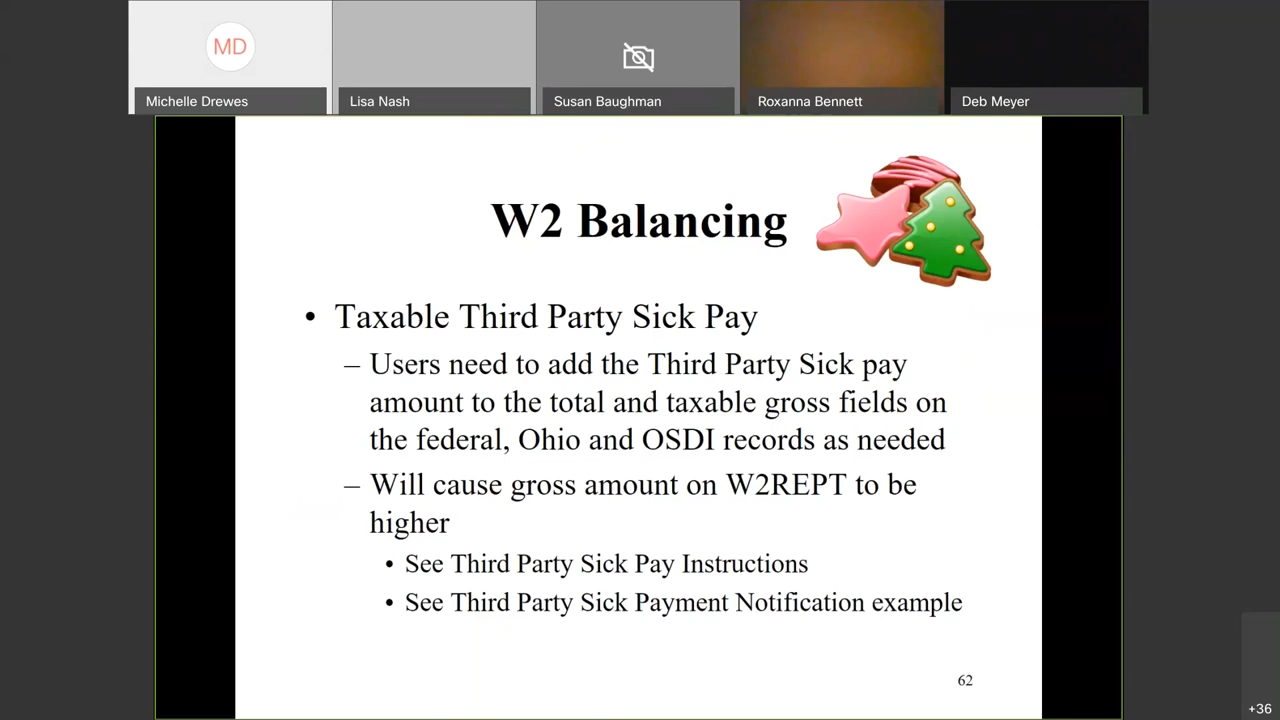 MD
Michelle Drewes
Lisa Nash
Susan Baughman
Roxanna Bennett
Deb Meyer
W2 Balancing
• Taxable Third Party Sick Pay
– Users need to add the Third Party Sick pay
amount to the total and taxable gross fields on
the federal, Ohio and OSDI records as needed
– Will cause gross amount on W2REPT to be
higher
• See Third Party Sick Pay Instructions
• See Third Party Sick Payment Notification example
62
+36